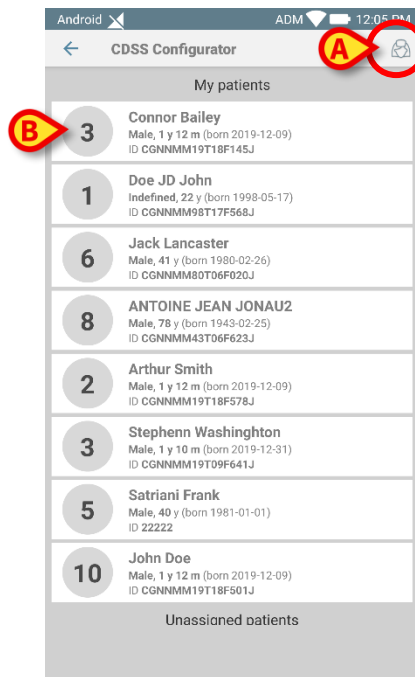 Android ADM 12:05 PM
CDSS Configurator
A
My patients
B
3
Connor Bailey
Male, 1 y 12 m (born 2019-12-09)
ID CGNNMM19T18F145J
1
Doe JD John
Indefined, 22 y (born 1998-05-17)
ID CGNNMM98T17F568J
6
Jack Lancaster
Male, 41 y (born 1980-02-26)
ID CGNNMM80T06F020J
8
ANTOINE JEAN JONAU2
Male, 78 y (born 1943-02-25)
ID CGNNMM43T06F623J
2
Arthur Smith
Male, 1 y 12 m (born 2019-12-09)
ID CGNNMM19T18F578J
3
Stephenn Washinghton
Male, 1 y 10 m (born 2019-12-31)
ID CGNNMM19T09F641J
5
Satriani Frank
Male, 40 y (born 1981-01-01)
ID 22222
10
John Doe
Male, 1 y 12 m (born 2019-12-09)
ID CGNNMM19T18F501J
Unassigned patients